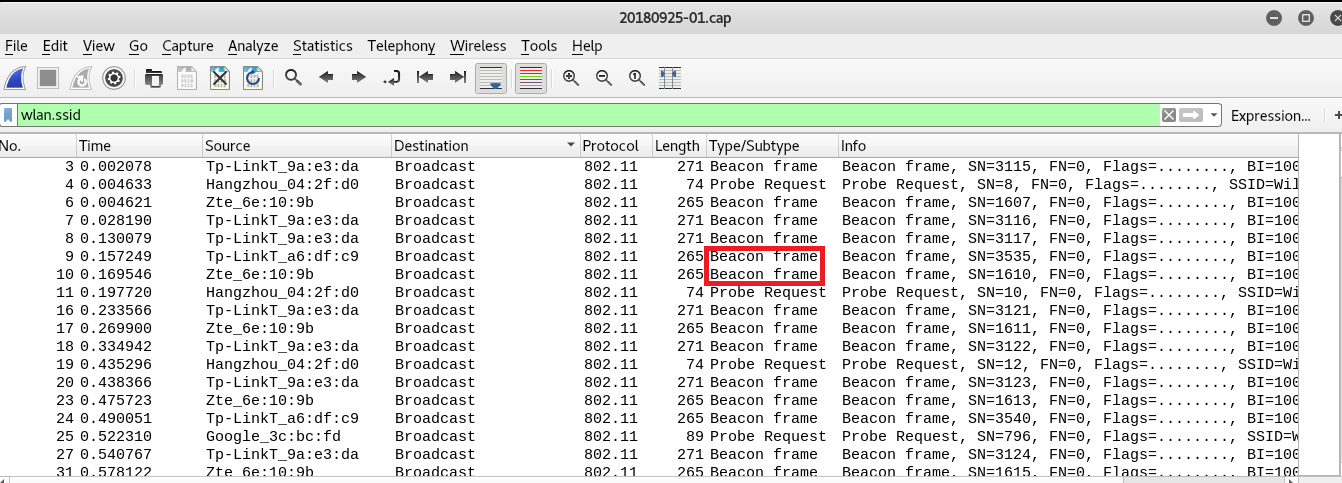 20180925-01.cap
File Edit View Go Capture Analyze Statistics Telephony Wireless Tools Help
wlan.ssid Expression... +
No. Time Source Destination Protocol Length Type/Subtype Info
3 0.002078 Tp-LinkT_9a:e3:da Broadcast 802.11 271 Beacon frame Beacon frame, SN=3115, FN=0, Flags=........, BI=100
4 0.004633 Hangzhou_04:2f:d0 Broadcast 802.11 74 Probe Request Probe Request, SN=8, FN=0, Flags=........, SSID=Wil
6 0.004621 Zte_6e:10:9b Broadcast 802.11 265 Beacon frame Beacon frame, SN=1607, FN=0, Flags=........, BI=100
7 0.028190 Tp-LinkT_9a:e3:da Broadcast 802.11 271 Beacon frame Beacon frame, SN=3116, FN=0, Flags=........, BI=100
8 0.130079 Tp-LinkT_9a:e3:da Broadcast 802.11 271 Beacon frame Beacon frame, SN=3117, FN=0, Flags=........, BI=100
9 0.157249 Tp-LinkT_a6:df:c9 Broadcast 802.11 265 Beacon frame Beacon frame, SN=3535, FN=0, Flags=........, BI=100
10 0.169546 Zte_6e:10:9b Broadcast 802.11 265 Beacon frame Beacon frame, SN=1610, FN=0, Flags=........, BI=100
11 0.197720 Hangzhou_04:2f:d0 Broadcast 802.11 74 Probe Request Probe Request, SN=10, FN=0, Flags=........, SSID=Wi
16 0.233566 Tp-LinkT_9a:e3:da Broadcast 802.11 271 Beacon frame Beacon frame, SN=3121, FN=0, Flags=........, BI=100
17 0.269900 Zte_6e:10:9b Broadcast 802.11 265 Beacon frame Beacon frame, SN=1611, FN=0, Flags=........, BI=100
18 0.334942 Tp-LinkT_9a:e3:da Broadcast 802.11 271 Beacon frame Beacon frame, SN=3122, FN=0, Flags=........, BI=100
19 0.435296 Hangzhou_04:2f:d0 Broadcast 802.11 74 Probe Request Probe Request, SN=12, FN=0, Flags=........, SSID=Wi
20 0.438366 Tp-LinkT_9a:e3:da Broadcast 802.11 271 Beacon frame Beacon frame, SN=3123, FN=0, Flags=........, BI=100
23 0.475723 Zte_6e:10:9b Broadcast 802.11 265 Beacon frame Beacon frame, SN=1613, FN=0, Flags=........, BI=100
24 0.490051 Tp-LinkT_a6:df:c9 Broadcast 802.11 265 Beacon frame Beacon frame, SN=3540, FN=0, Flags=........, BI=100
25 0.522310 Google_3c:bc:fd Broadcast 802.11 89 Probe Request Probe Request, SN=796, FN=0, Flags=........, SSID=W
27 0.540767 Tp-LinkT_9a:e3:da Broadcast 802.11 271 Beacon frame Beacon frame, SN=3124, FN=0, Flags=........, BI=100
31 0.578122 Zte_6e:10:9b Broadcast 802.11 265 Beacon frame Beacon frame, SN=1615, FN=0, Flags=........, BI=100